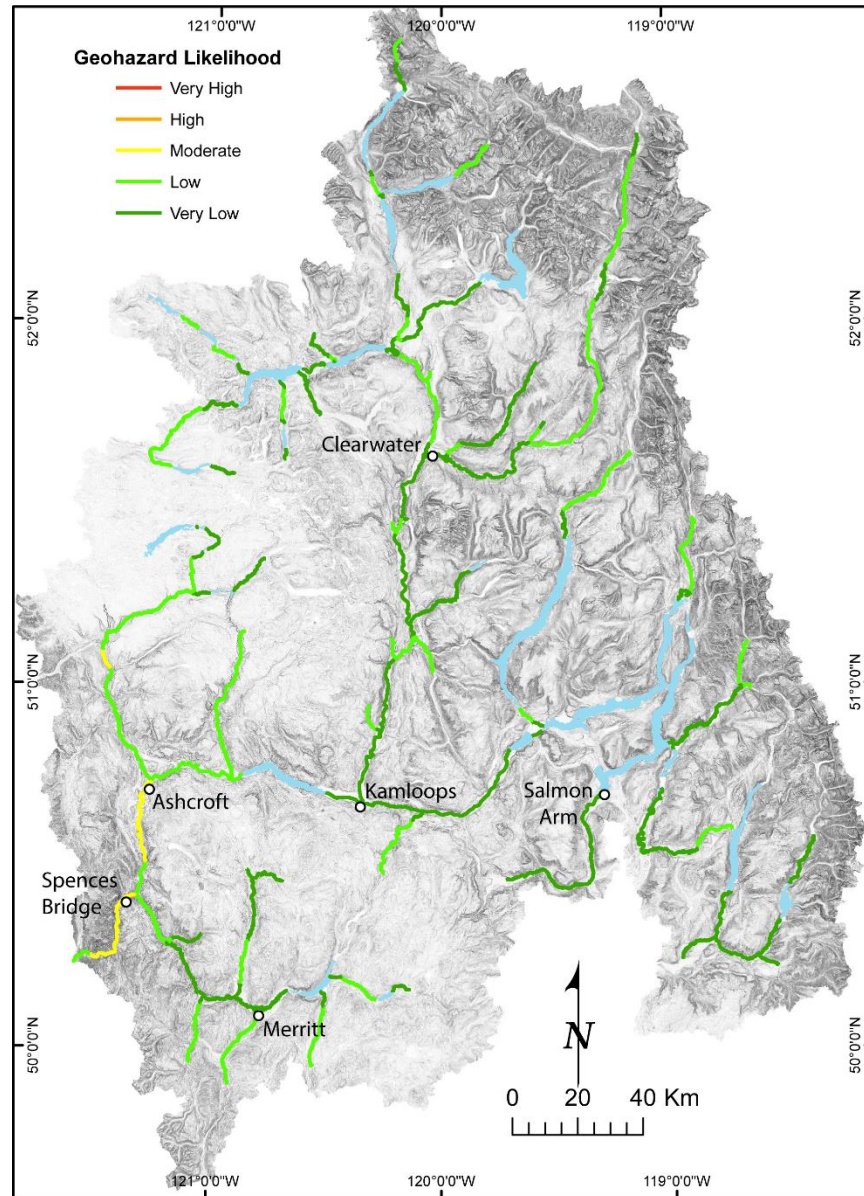 121°0'0"W
120°0'0"W
119°0'0"W
Geohazard Likelihood
Very High
High
Moderate
Low
Very Low
52°0'0"N
52°0'0"N
Clearwater
51°0'0"N
51°0'0"N
Ashcroft
Kamloops
Salmon
Arm
Spences
Bridge
Merritt
50°0'0"N
50°0'0"N
N
0 20 40 Km
121°0'0"W
120°0'0"W
119°0'0"W